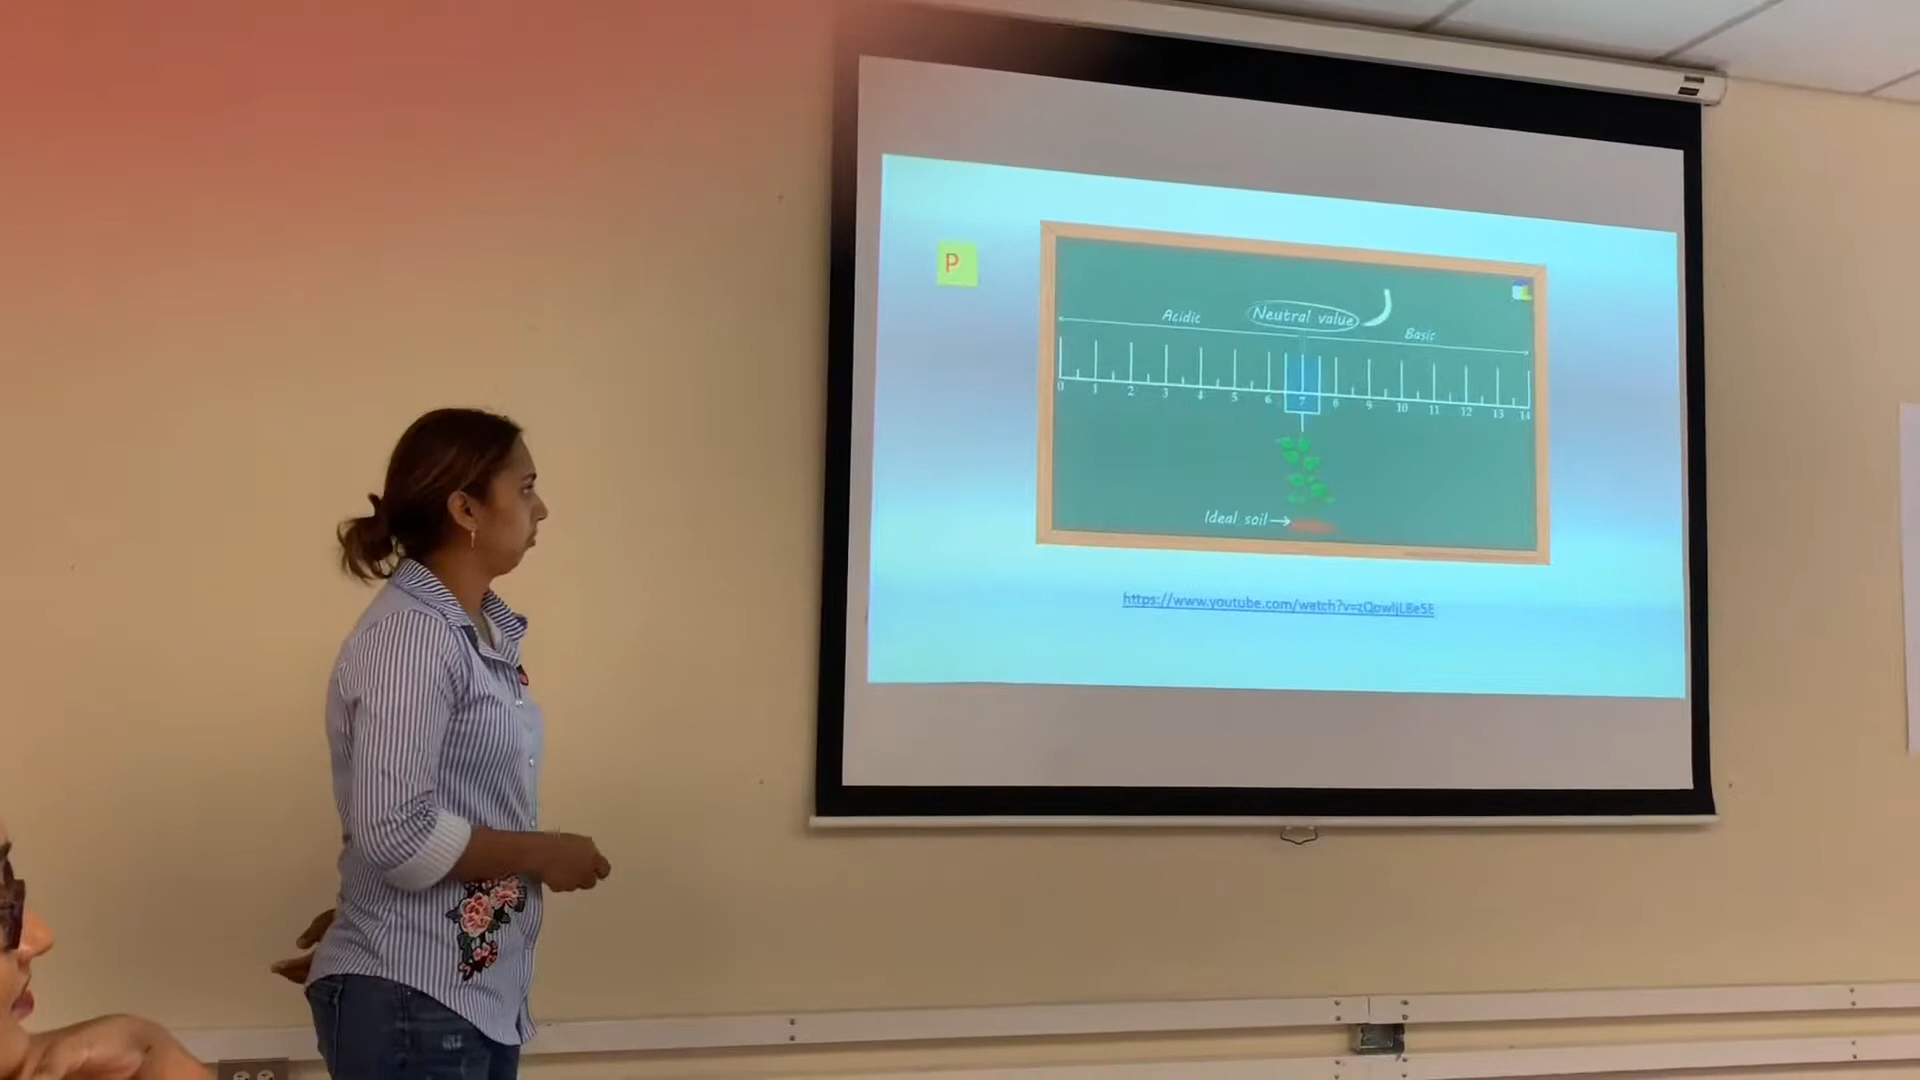 P
Acidic
Neutral value
Basic
0 1 2 3 4 5 6 7 8 9 10 11 12 13 14
Ideal soil